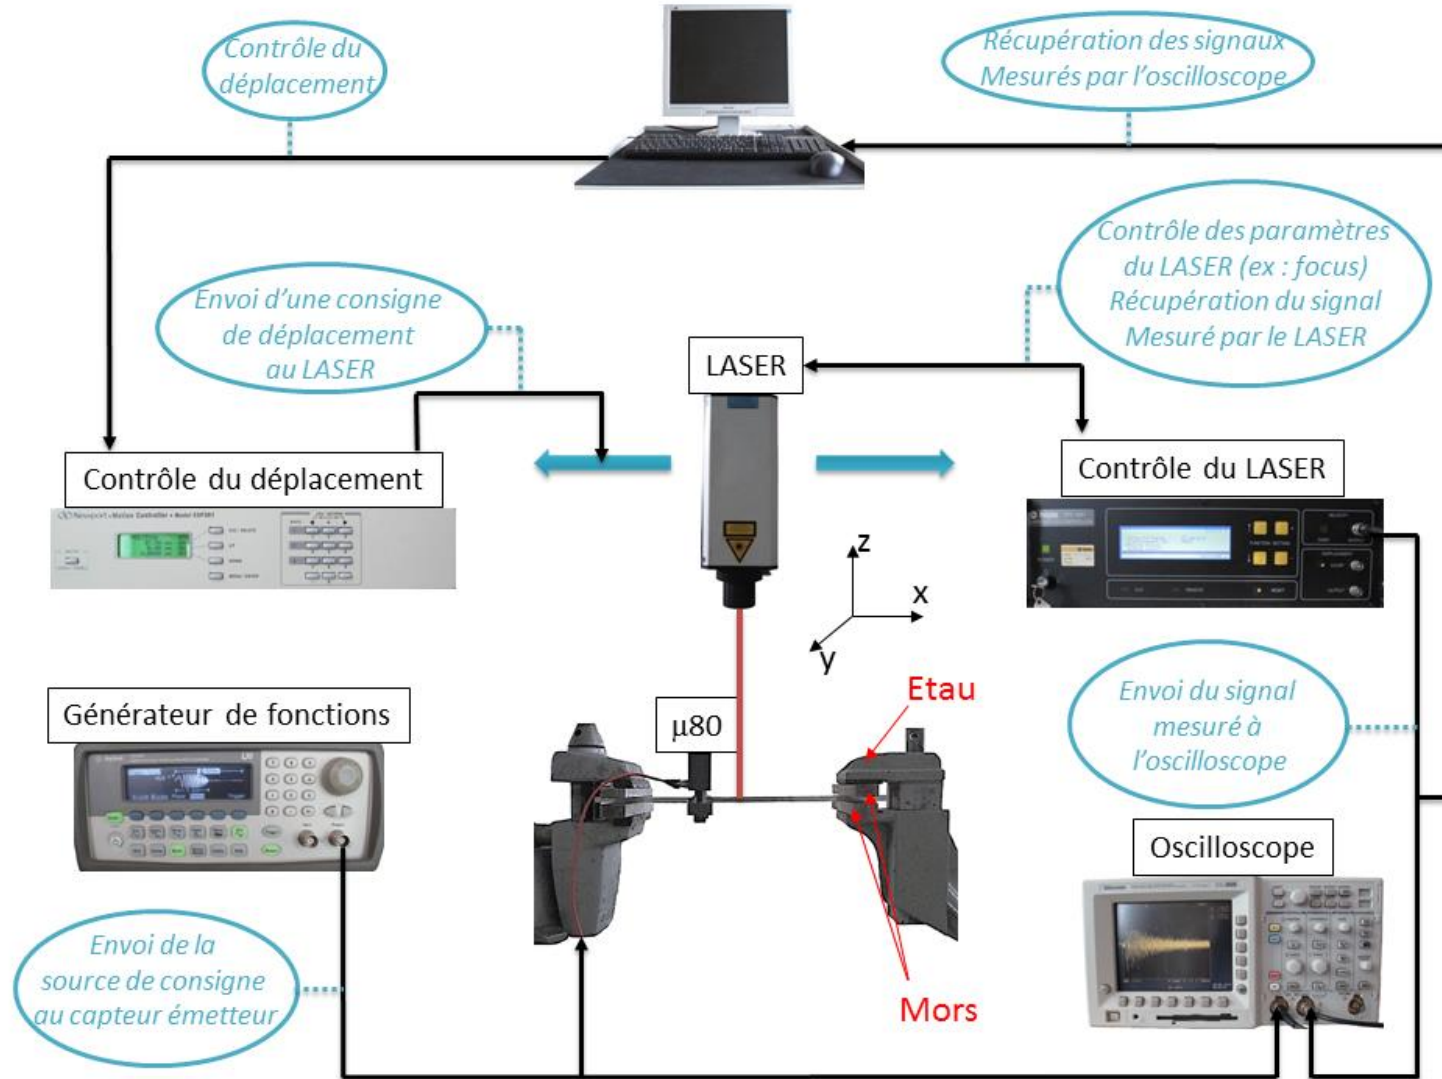 Contrôle du
déplacement
Récupération des signaux
Mesurés par l'oscilloscope
Contrôle des paramètres
du LASER (ex : focus)
Récupération du signal
Mesuré par le LASER
Envoi d'une consigne
de déplacement
au LASER
LASER
Contrôle du déplacement
Contrôle du LASER
Newport
Motion Controller
z
x
y
Etau
Envoi du signal
mesuré à
l'oscilloscope
Générateur de fonctions
µ80
Oscilloscope
Envoi de la
source de consigne
au capteur émetteur
Mors